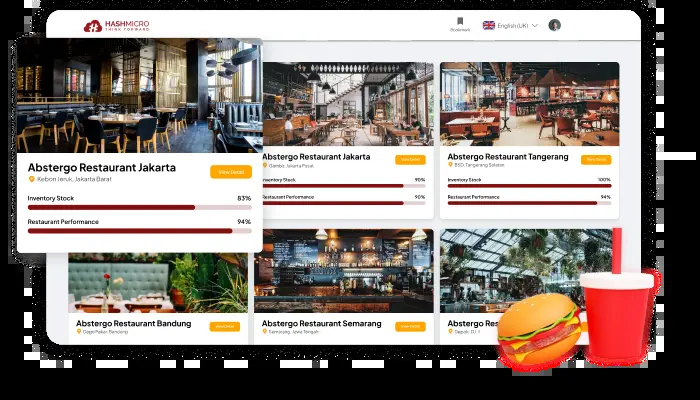 HASHMICRO
THINK FORWARD
Bookmark
English (UK)
Abstergo Restaurant Jakarta
Kebon Jeruk, Jakarta Barat
View Detail
Inventory Stock 83%
Restaurant Performance 94%
Abstergo Restaurant Jakarta
Gambir, Jakarta Pusat
View Detail
Inventory Stock 90%
Restaurant Performance 90%
Abstergo Restaurant Tangerang
BSD, Tangerang Selatan
View Detail
Inventory Stock 100%
Restaurant Performance 94%
Abstergo Restaurant Bandung
Dago Pakar, Bandung
View Detail
Abstergo Restaurant Semarang
Semarang, Jawa Tengah
View Detail
Abstergo Res
Depok, ID